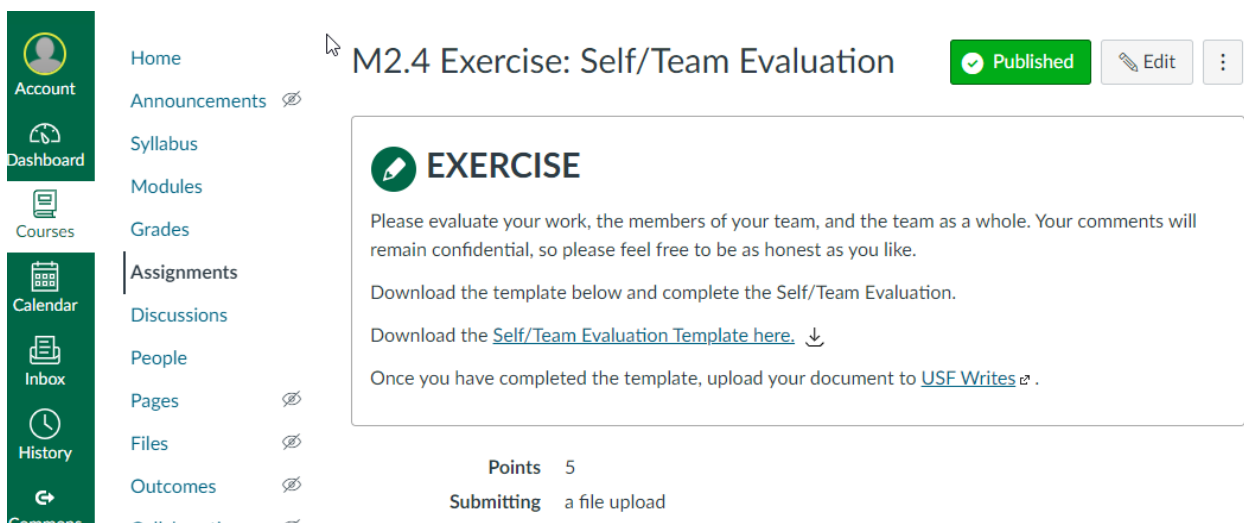 Account
Dashboard
Courses
Calendar
Inbox
History
Commons
Home
Announcements
Syllabus
Modules
Grades
Assignments
Discussions
People
Pages
Files
Outcomes
M2.4 Exercise: Self/Team Evaluation
Published
Edit
EXERCISE
Please evaluate your work, the members of your team, and the team as a whole. Your comments will
remain confidential, so please feel free to be as honest as you like.
Download the template below and complete the Self/Team Evaluation.
Download the Self/Team Evaluation Template here.
Once you have completed the template, upload your document to USF Writes .
Points 5
Submitting a file upload